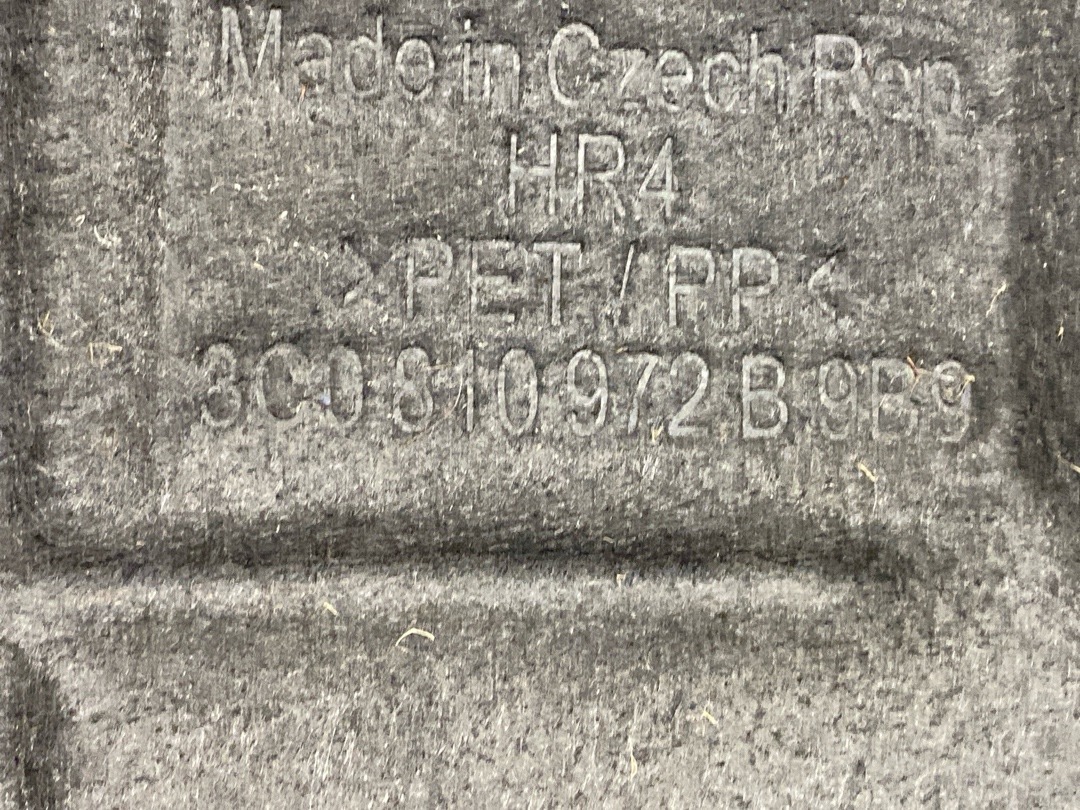 Made in Czech Rep
HR4
>PET/PP<
3C0 810 972 B 9B9